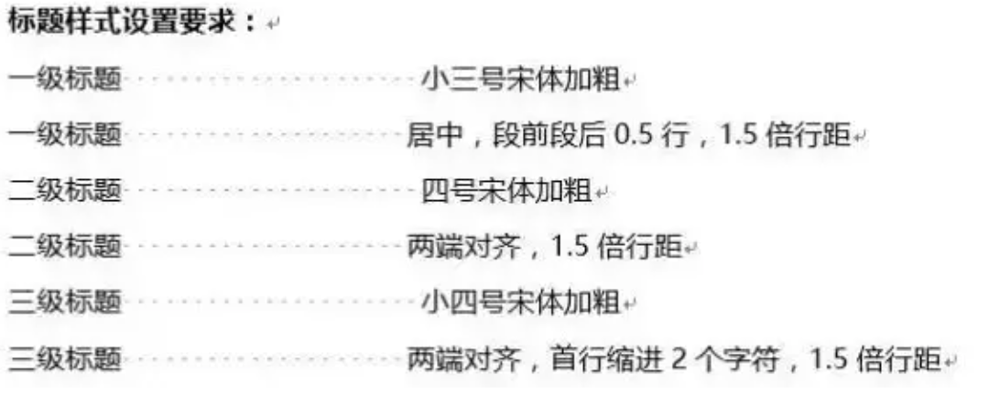 标题样式设置要求：
一级标题 小三号宋体加粗
一级标题 居中，段前段后 0.5 行，1.5 倍行距
二级标题 四号宋体加粗
二级标题 两端对齐，1.5 倍行距
三级标题 小四号宋体加粗
三级标题 两端对齐，首行缩进 2 个字符，1.5 倍行距